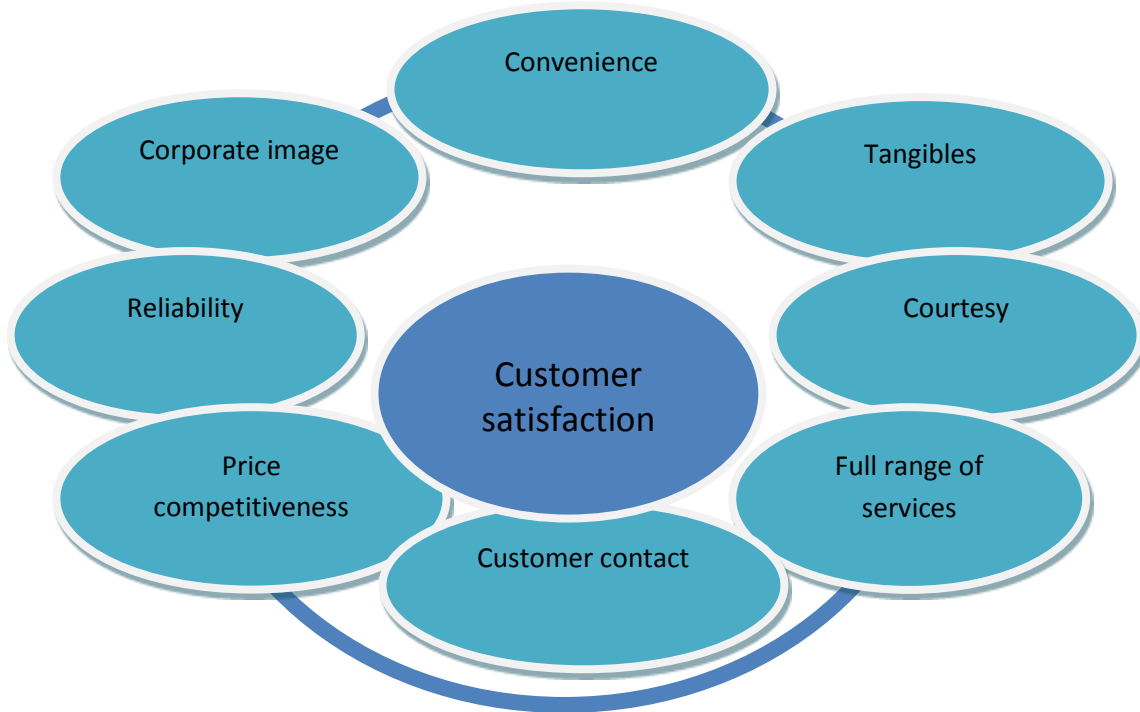 Convenience
Corporate image
Tangibles
Reliability
Courtesy
Customer
satisfaction
Price
competitiveness
Full range of
services
Customer contact